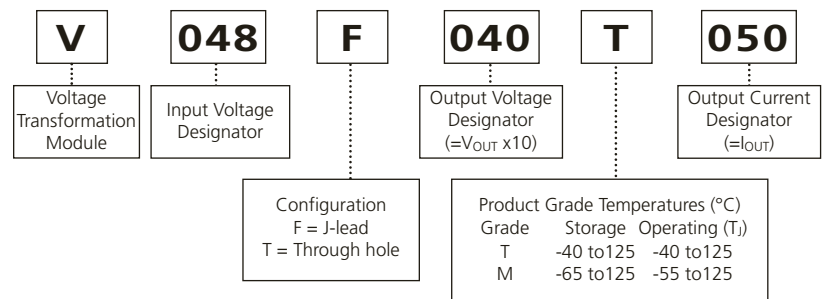 V 048 F 040 T 050
Voltage
Transformation
Module
Input Voltage
Designator
Output Voltage
Designator
(=VOUT x10)
Output Current
Designator
(=IOUT)
Configuration
F = J-lead
T = Through hole
Product Grade Temperatures (°C)
Grade Storage Operating (TJ)
T -40 to125 -40 to125
M -65 to125 -55 to125